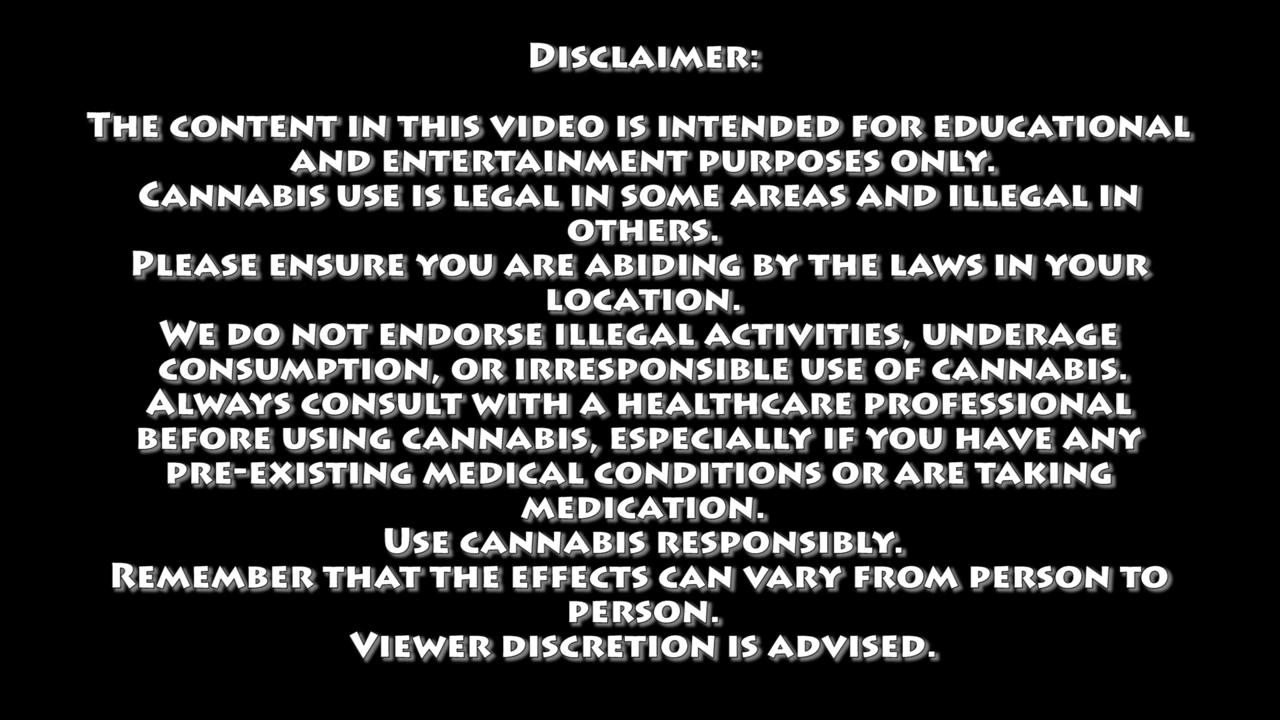 Disclaimer:
The content in this video is intended for educational
and entertainment purposes only.
Cannabis use is legal in some areas and illegal in
others.
Please ensure you are abiding by the laws in your
location.
We do not endorse illegal activities, underage
consumption, or irresponsible use of cannabis.
Always consult with a healthcare professional
before using cannabis, especially if you have any
pre-existing medical conditions or are taking
medication.
Use cannabis responsibly.
Remember that the effects can vary from person to
person.
Viewer discretion is advised.